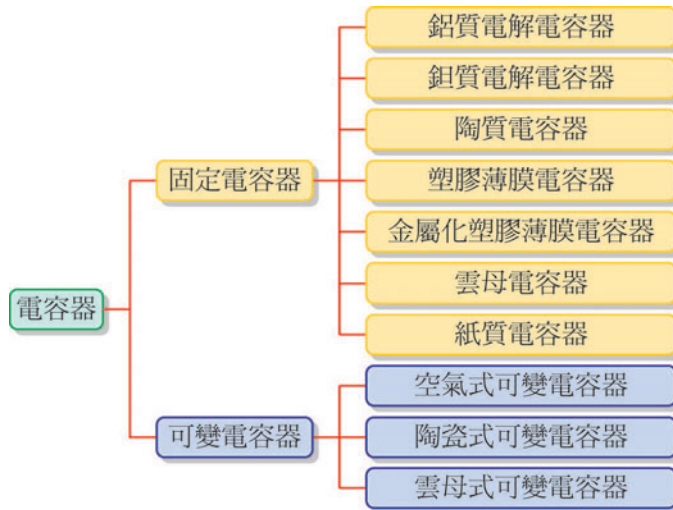 電容器
固定電容器
鋁質電解電容器
鉭質電解電容器
陶質電容器
塑膠薄膜電容器
金屬化塑膠薄膜電容器
雲母電容器
紙質電容器
可變電容器
空氣式可變電容器
陶瓷式可變電容器
雲母式可變電容器